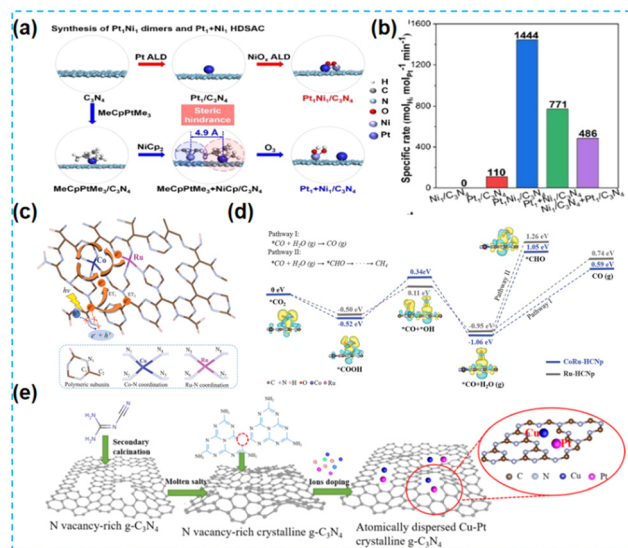 (a)
Synthesis of Pt₁Ni₁ dimers and Pt₁+Ni₁ HDSAC
Pt ALD
NiOₓ ALD
C₃N₄
Pt₁/C₃N₄
Pt₁Ni₁/C₃N₄
MeCpPtMe₃
Steric
hindrance
4.9 Å
NiCp₂
O₃
MeCpPtMe₃/C₃N₄
MeCpPtMe₃+NiCp/C₃N₄
Pt₁+Ni₁/C₃N₄
H
C
N
O
Ni
Pt
(b)
Specific rate (mol_H₂ mol_Pt₁⁻¹ min⁻¹)
1600
1200
800
400
0
0
110
1444
771
486
Ni₁/C₃N₄
Pt₁/C₃N₄
Pt₁Ni₁/C₃N₄
Pt₁+Ni₁/C₃N₄
Ni₁/C₃N₄+Pt₁/C₃N₄
(c)
Co
Ru
hv
e⁻ + h⁺
Polymeric subunits
Co-N coordination
Ru-N coordination
(d)
Pathway I:
*CO + H₂O (g) → CO (g)
Pathway II:
*CO + H₂O (g) → *CHO → ⋯ → CH₄
0 eV
*CO₂
-0.50 eV
-0.52 eV
*COOH
0.34eV
0.11 eV
*CO+*OH
-0.95 eV
-1.06 eV
*CO+H₂O (g)
1.26 eV
1.05 eV
*CHO
0.74 eV
0.59 eV
CO (g)
Pathway II
Pathway I
CoRu-HCNp
Ru-HCNp
C N H O Co Ru
(e)
Secondary
calcination
Molten salts
Ions doping
N vacancy-rich g-C₃N₄
N vacancy-rich crystalline g-C₃N₄
Atomically dispersed Cu-Pt
crystalline g-C₃N₄
Cu
Pt
C N Cu Pt